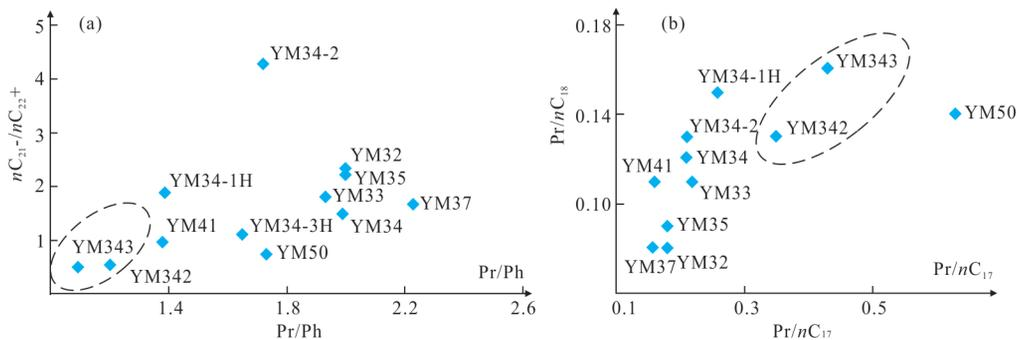 (a)
5
4
3
2
1
nC21-/nC22+
YM34-2
YM32
YM35
YM34-1H
YM33
YM37
YM41
YM34-3H
YM34
YM343
YM50
YM342
Pr/Ph
1.4
1.8
2.2
2.6
Pr/Ph
(b)
0.18
0.14
0.10
Pr/nC18
YM343
YM34-1H
YM50
YM34-2
YM342
YM34
YM41
YM33
YM35
YM37
YM32
Pr/nC17
0.1
0.3
0.5
Pr/nC17